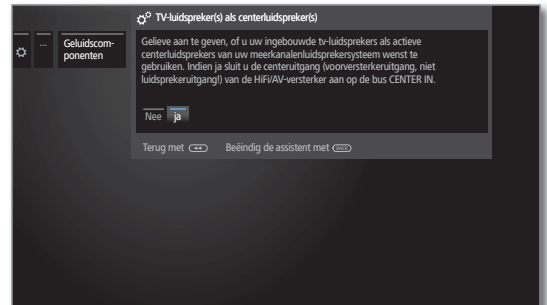 TV-luidspreker(s) als centerluidspreker(s)
...
Geluidscom-
ponenten
Gelieve aan te geven, of u uw ingebouwde tv-luidsprekers als actieve
centerluidsprekers van uw meerkanalenluidsprekersysteem wenst te
gebruiken. Indien ja sluit u de centeruitgang (voorversterkeruitgang, niet
luidsprekeruitgang!) van de HiFi/AV-versterker aan op de bus CENTER IN.
Nee ja
Terug met Beëindig de assistent met BACK